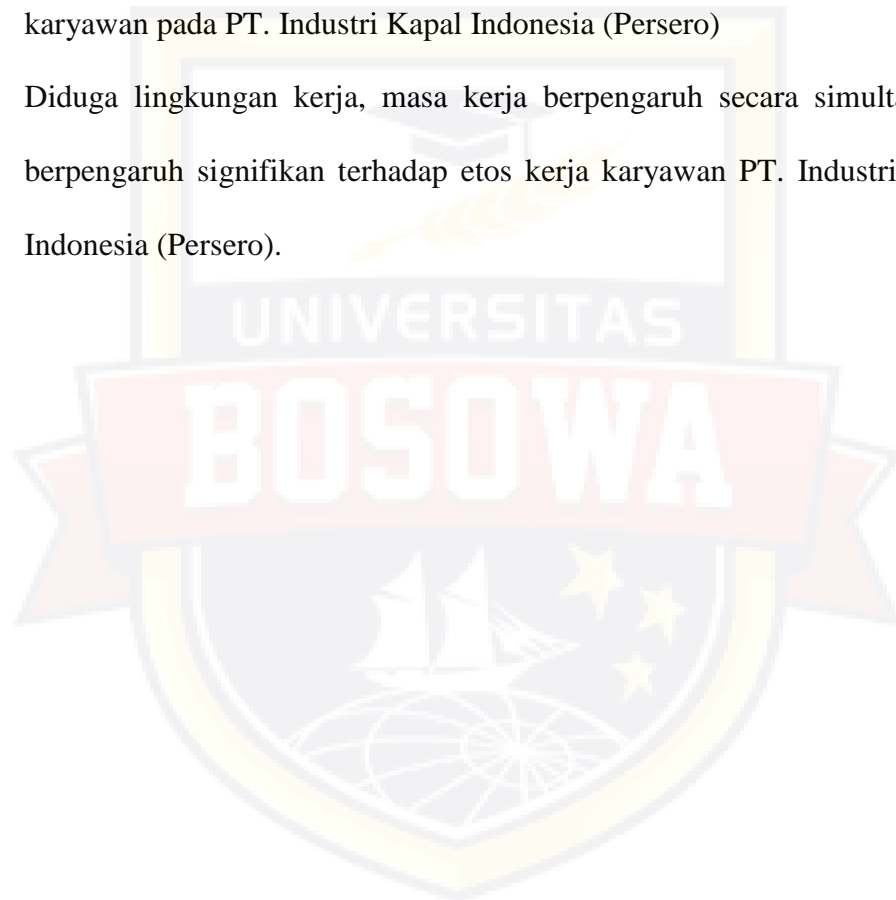 karyawan pada PT. Industri Kapal Indonesia (Persero)
Diduga lingkungan kerja, masa kerja berpengaruh secara
berpengaruh signifikan terhadap etos kerja karyawan PT. Industri
Indonesia (Persero).
UNIVERSITAS
BOSOWA